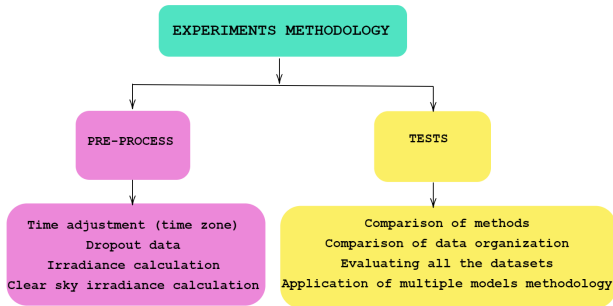 EXPERIMENTS METHODOLOGY
PRE-PROCESS
TESTS
Time adjustment (time zone)
Dropout data
Irradiance calculation
Clear sky irradiance calculation
Comparison of methods
Comparison of data organization
Evaluating all the datasets
Application of multiple models methodology